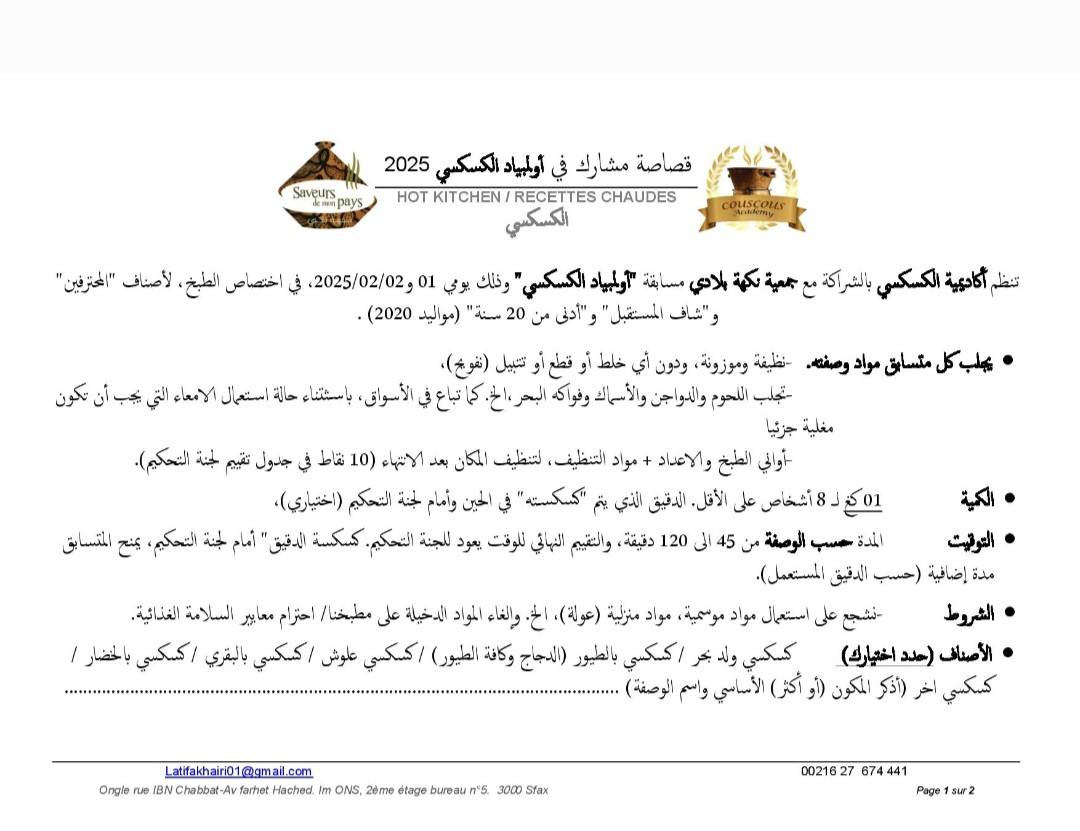 قصاصة مشارك في أولمبياد الكسكسي 2025
HOT KITCHEN / RECETTES CHAUDES
الكسكسي
Saveurs
de mon pays
COUSCOUS
Academy
تنظم أكاديمية الكسكسي بالشراكة مع جمعية نكهة بلادي مسابقة "أولمبياد الكسكسي" وذلك يومي 01 و2025/02/02، في اختصاص الطبخ، لأصناف "المحترفين"
و"شاف المستقبل" و"أدنى من 20 سنة" (مواليد 2020) .
• يجلب كل متسابق مواد وصفته. -نظيفة وموزونة، ودون أي خلط أو قطع أو تتبيل (نفويح)،
-تجلب اللحوم والدواجن والأسماك وفواكه البحر،الخ. كما تباع في الأسواق، باستثناء حالة استعمال الامعاء التي يجب أن تكون
مغلية جزئيا
-أواني الطبخ والاعداد + مواد التنظيف، لتنظيف المكان بعد الانتهاء (10 نقاط في جدول تقييم لجنة التحكيم).
• الكمية 01 كغ لـ 8 أشخاص على الأقل. الدقيق الذي يتم "كسكسته" في الحين وأمام لجنة التحكيم (اختياري)،
• التوقيت المدة حسب الوصفة من 45 الى 120 دقيقة، والتقييم النهائي للوقت يعود للجنة التحكيم. كسكسة الدقيق" أمام لجنة التحكيم، يمنح المتسابق
مدة إضافية (حسب الدقيق المستعمل).
• الشروط -نشجع على استعمال مواد موسمية، مواد منزلية (عولة)، الخ. وإلغاء المواد الدخيلة على مطبخنا/ احترام معايير السلامة الغذائية.
• الأصناف (حدد اختيارك) كسكسي ولد بحر /كسكسي بالطيور (الدجاج وكافة الطيور) /كسكسي علوش /كسكسي بالبقري /كسكسي بالخضار /
كسكسي اخر (أذكر المكون (أو أكثر) الأساسي واسم الوصفة) ........................................................................................................................
Latifakhairi01@gmail.com 00216 27 674 441
Ongle rue IBN Chabbat-Av farhet Hached. Im ONS, 2ème étage bureau n°5. 3000 Sfax Page 1 sur 2